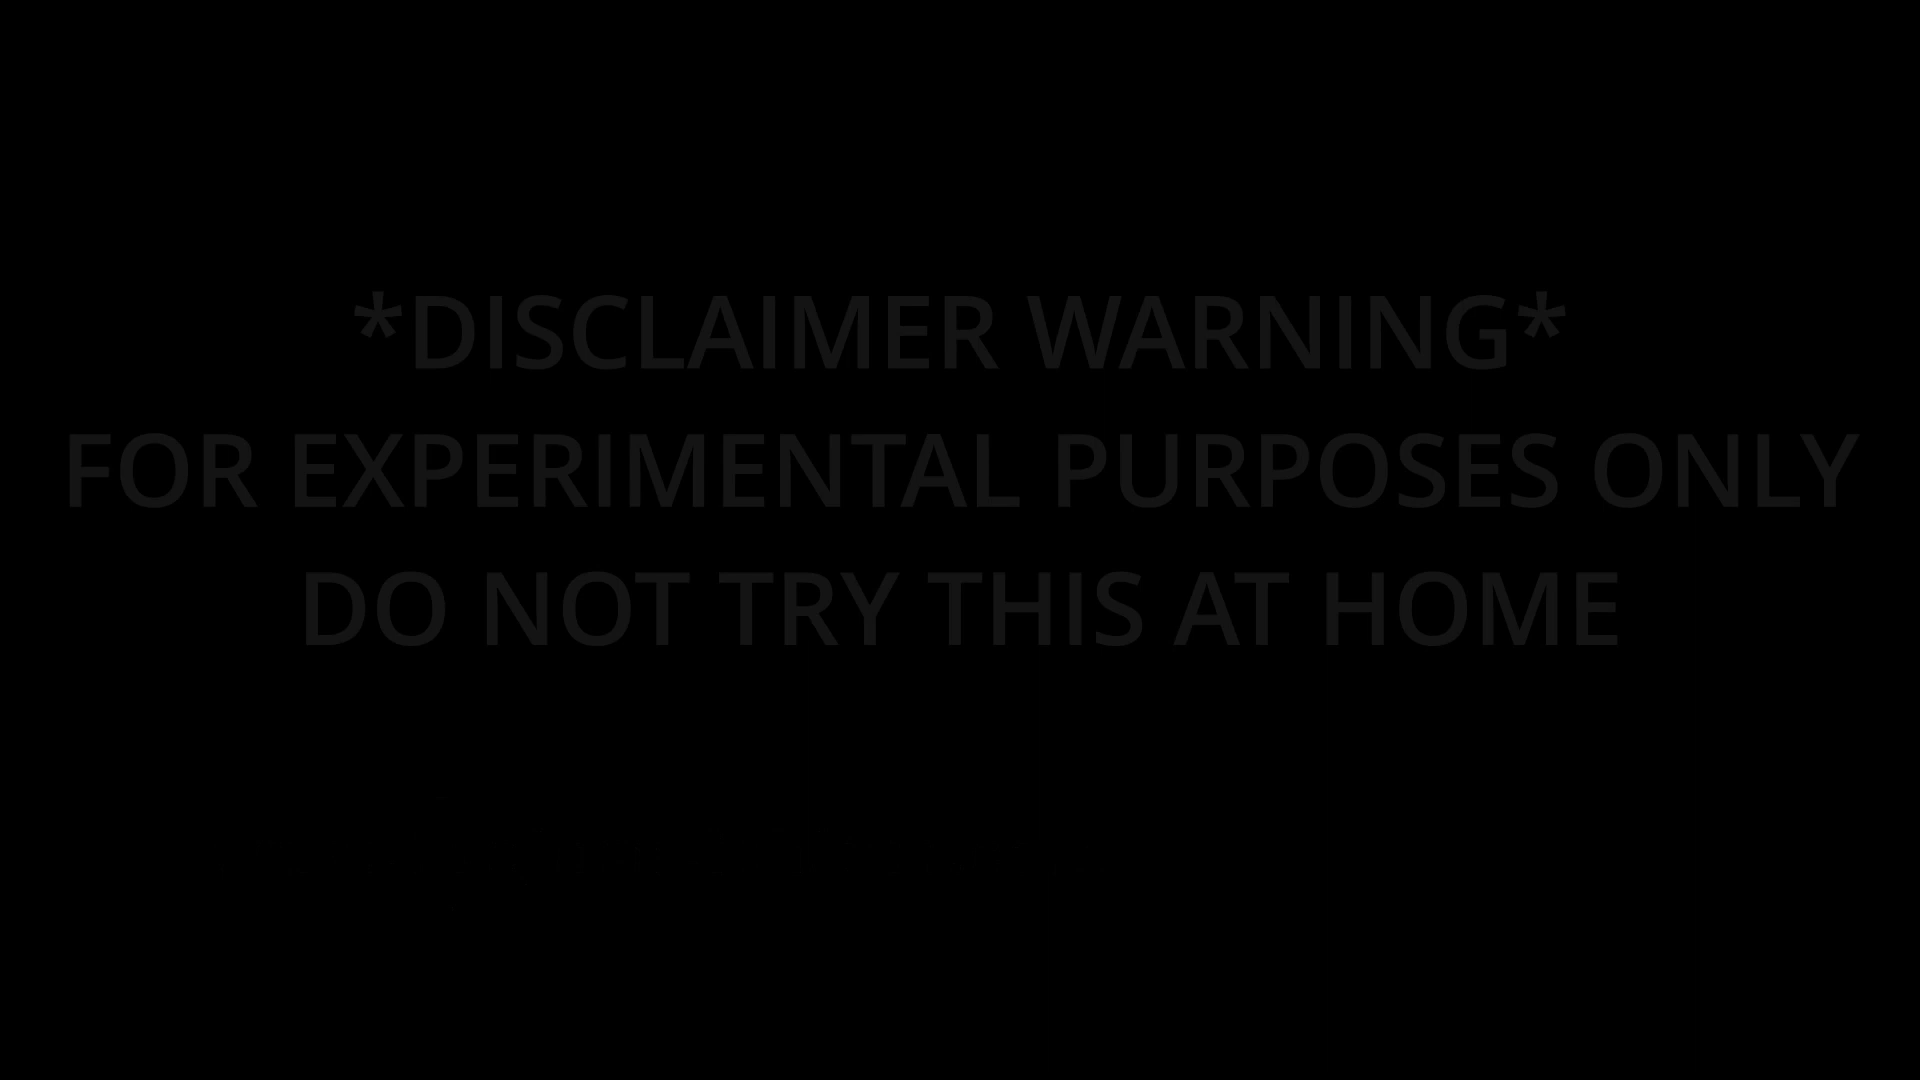 *DISCLAIMER WARNING*
FOR EXPERIMENTAL PURPOSES ONLY
DO NOT TRY THIS AT HOME